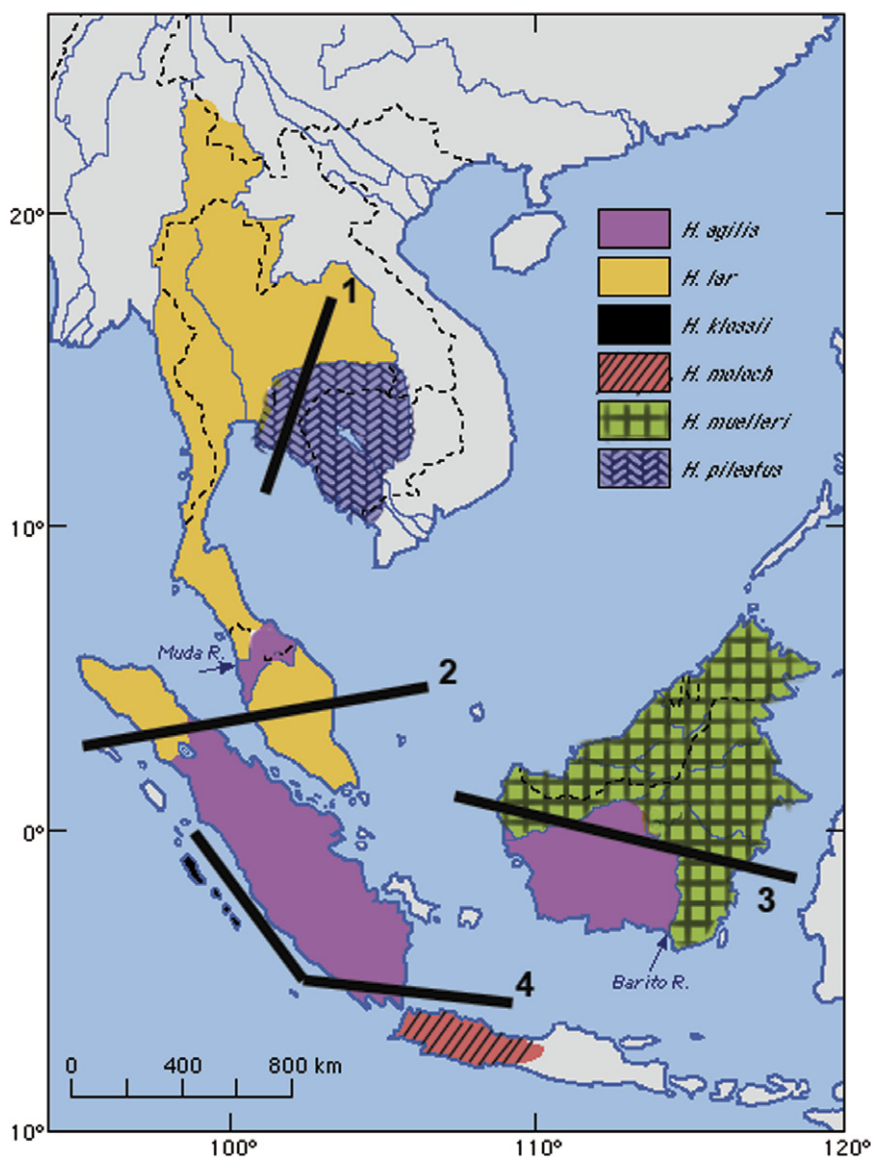 1
20°
H. agilis
H. lar
H. klossii
H. moloch
H. muelleri
H. pileatus
10°
Muda R.
2
0°
3
Barito R.
4
0 400 800 km
10°
100° 110° 120°